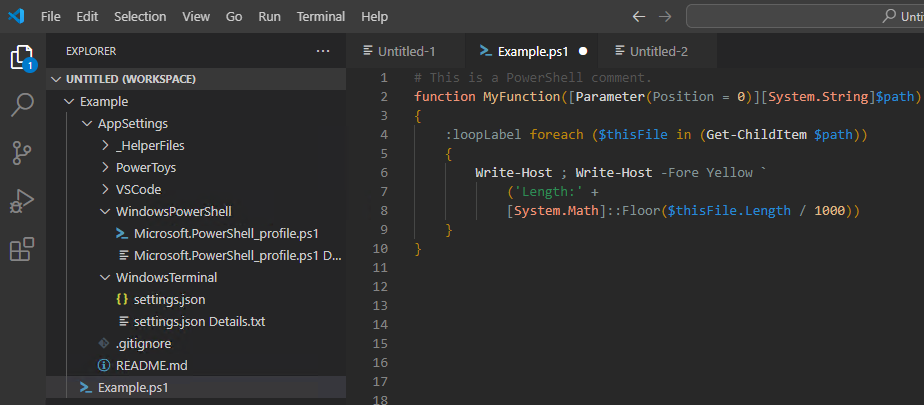 File Edit Selection View Go Run Terminal Help Unti
EXPLORER ...
1
UNTITLED (WORKSPACE)
Example
AppSettings
_HelperFiles
PowerToys
VSCode
WindowsPowerShell
Microsoft.PowerShell_profile.ps1
Microsoft.PowerShell_profile.ps1 D...
WindowsTerminal
{} settings.json
settings.json Details.txt
.gitignore
README.md
Example.ps1
Untitled-1 Example.ps1 Untitled-2
1 # This is a PowerShell comment.
2 function MyFunction([Parameter(Position = 0)][System.String]$path)
3 {
4 :loopLabel foreach ($thisFile in (Get-ChildItem $path))
5 {
6 Write-Host ; Write-Host -Fore Yellow `
7 ('Length:' +
8 [System.Math]::Floor($thisFile.Length / 1000))
9 }
10 }
11
12
13
14
15
16
17
18